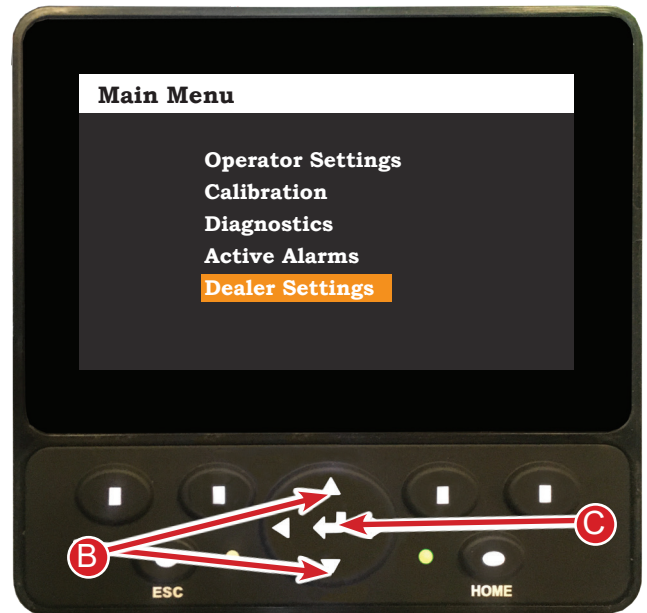 Main Menu
Operator Settings
Calibration
Diagnostics
Active Alarms
Dealer Settings
B
C
ESC
HOME